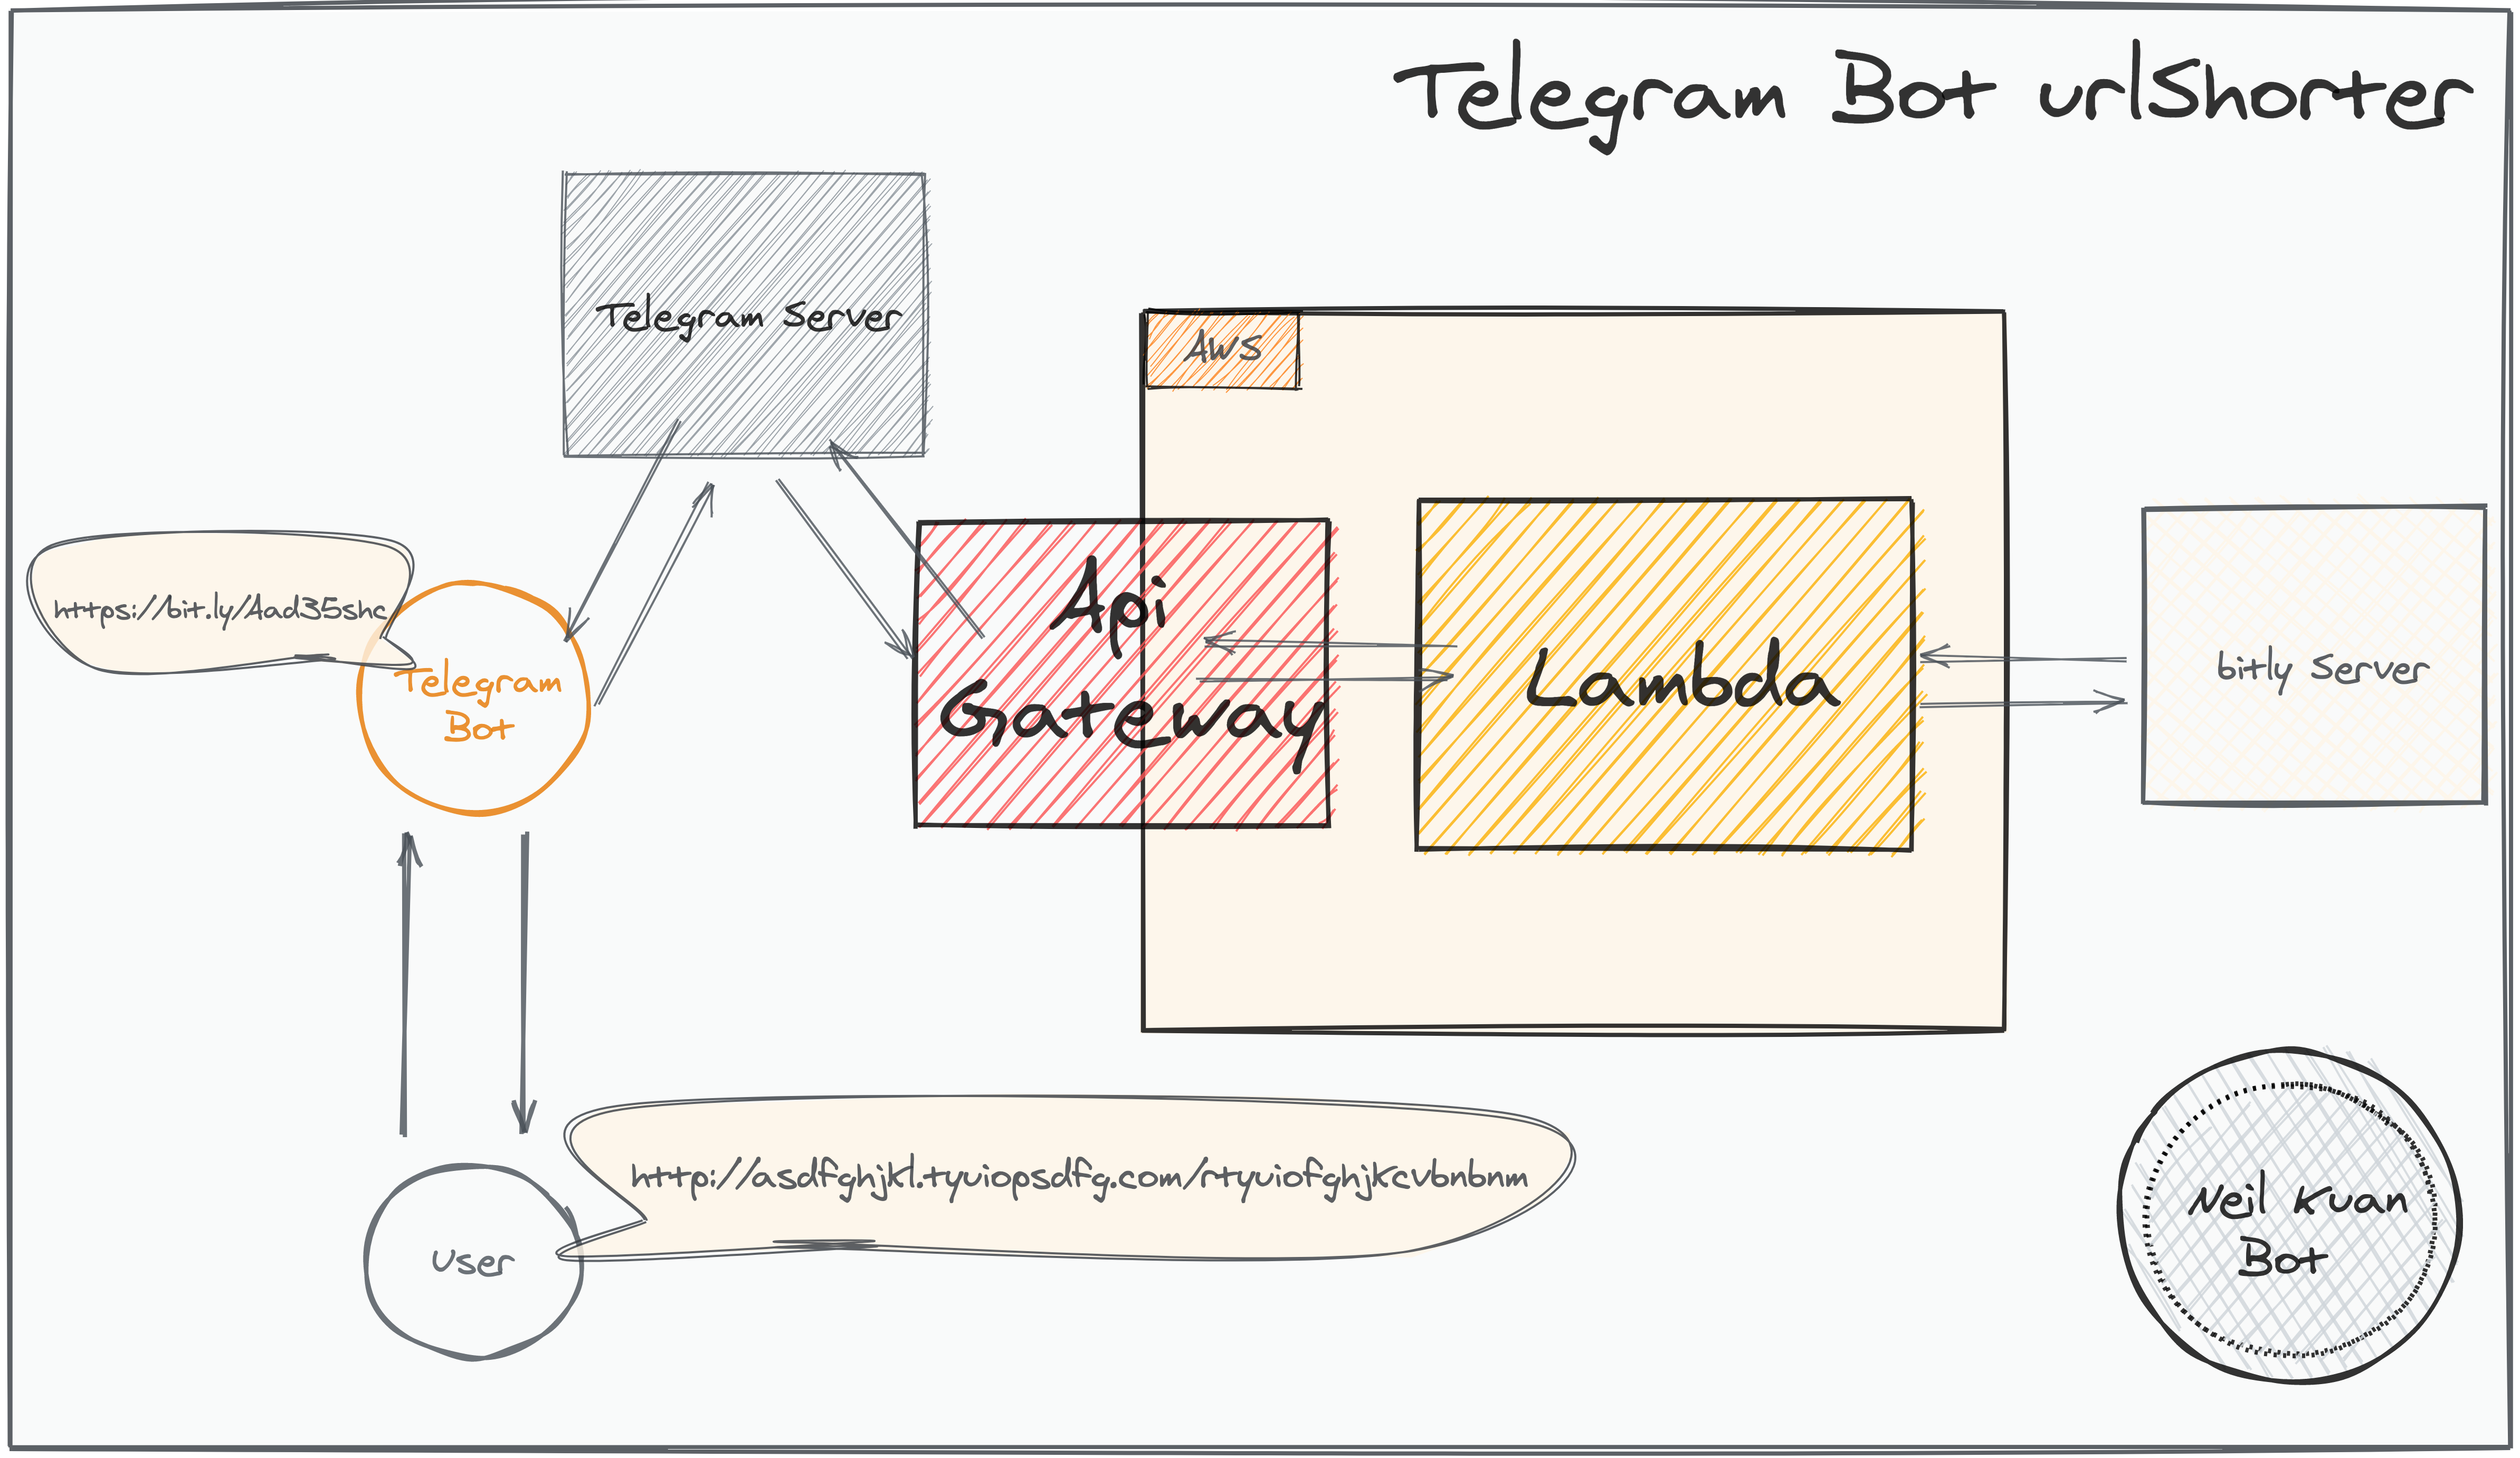 Telegram Bot urlShorter
Telegram Server
AWS
https://bit.ly/4ad35shc
Telegram
Bot
Api
Gateway
Lambda
bitly Server
http://asdfghjkl.tyuiopsdfg.com/rtyuiofghjkcvbnbnm
User
Neil Kuan
Bot